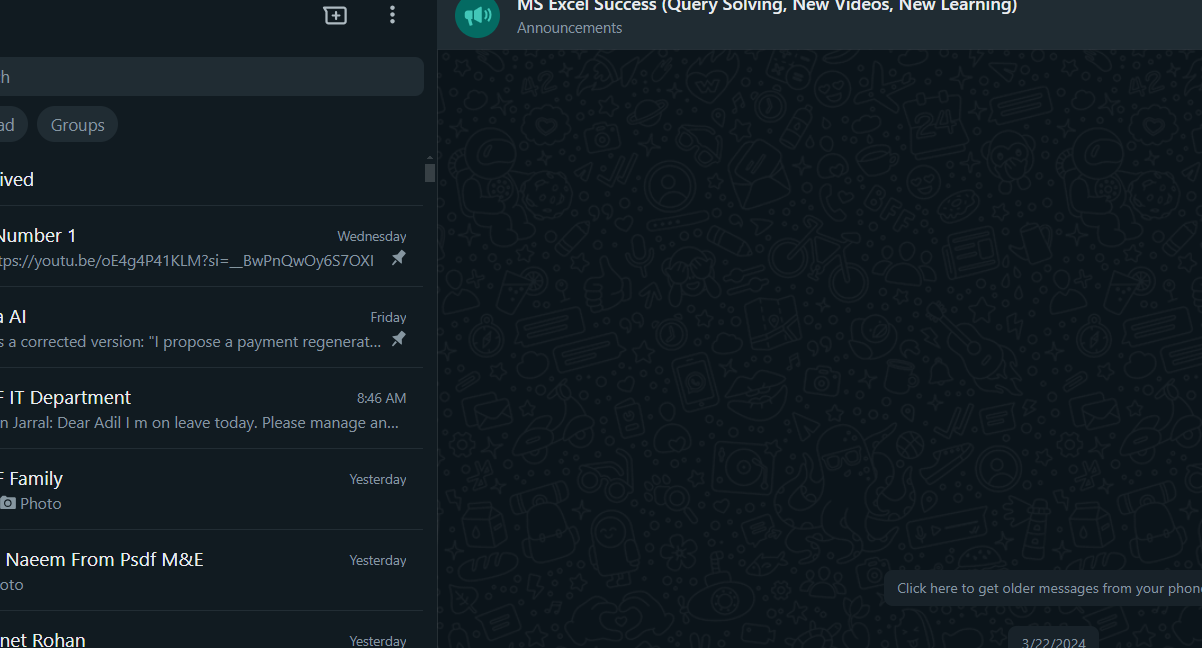 MS Excel Success (Query Solving, New Videos, New Learning)
Announcements
h
ad
Groups
ived
Number 1
Wednesday
tps://youtu.be/oE4g4P41KLM?si=__BwPnQwOy6S7OXI
a AI
Friday
s a corrected version: "I propose a payment regenerat...
F IT Department
8:46 AM
n Jarral: Dear Adil I m on leave today. Please manage an...
F Family
Yesterday
Photo
Naeem From Psdf M&E
Yesterday
oto
net Rohan
Yesterday
Click here to get older messages from your phone
3/22/2024